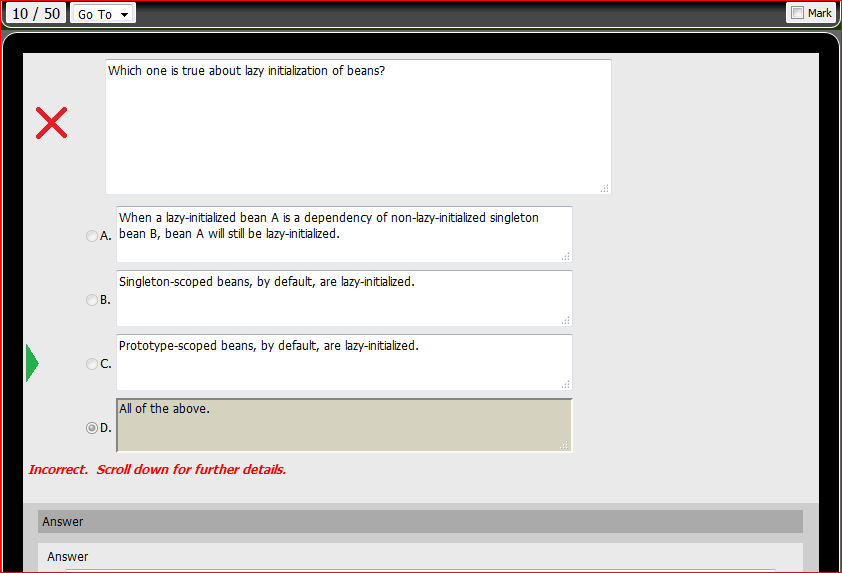 10 / 50 Go To Mark
Which one is true about lazy initialization of beans?
A. When a lazy-initialized bean A is a dependency of non-lazy-initialized singleton
bean B, bean A will still be lazy-initialized.
B. Singleton-scoped beans, by default, are lazy-initialized.
C. Prototype-scoped beans, by default, are lazy-initialized.
D. All of the above.
Incorrect. Scroll down for further details.
Answer
Answer